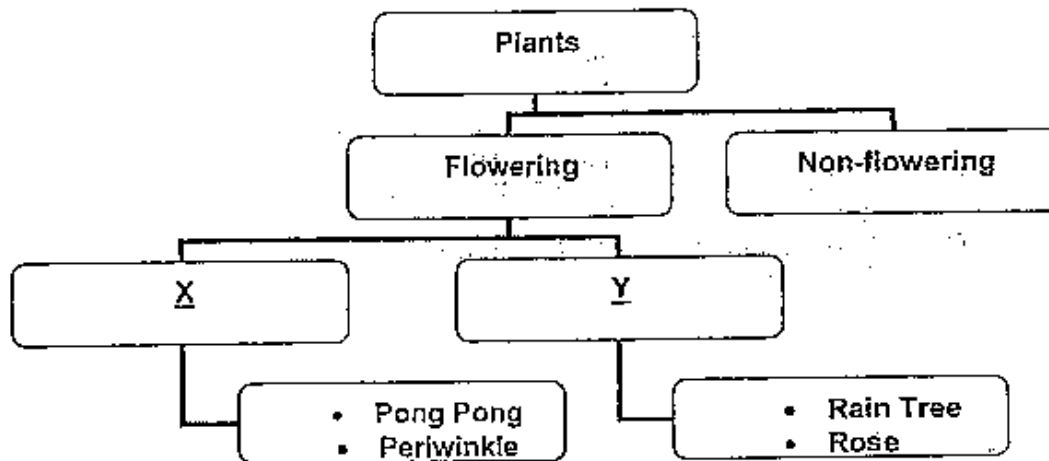 Plants
Flowering
Non-flowering
X
Y
• Pong Pong
• Periwinkle
• Rain Tree
• Rose